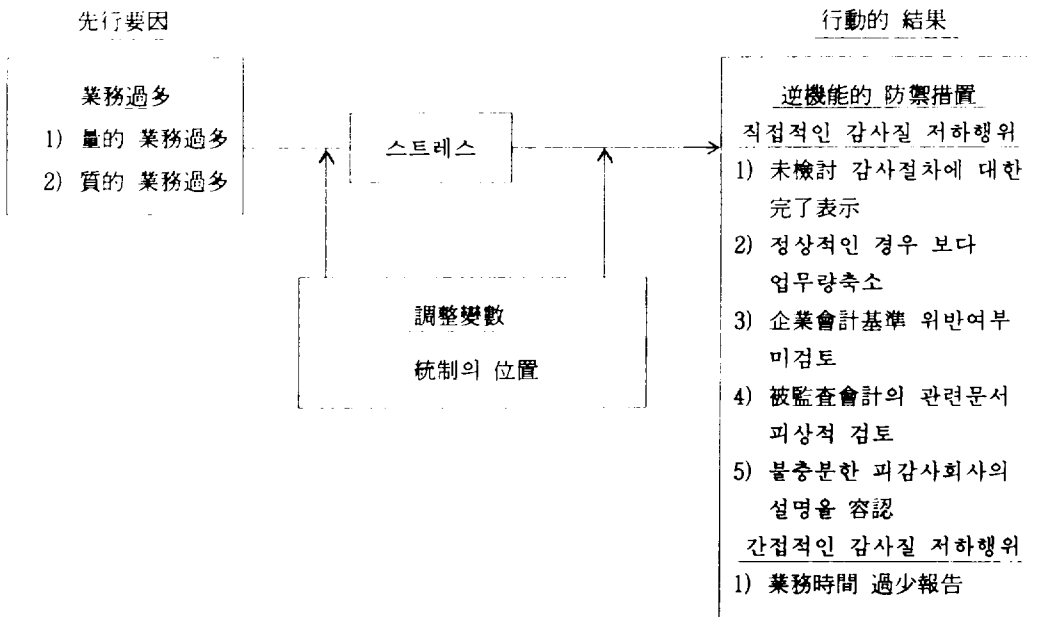 先行要因
業務過多
1) 量的 業務過多
2) 質的 業務過多
스트레스
調整變數
統制의 位置
行動的 結果
逆機能的 防禦措置
직접적인 감사질 저하행위
1) 未檢討 감사절차에 대한
完了表示
2) 정상적인 경우 보다
업무량축소
3) 企業會計基準 위반여부
미검토
4) 被監査會計의 관련문서
피상적 검토
5) 불충분한 피감사회사의
설명을 容認
간접적인 감사질 저하행위
1) 業務時間 過少報告